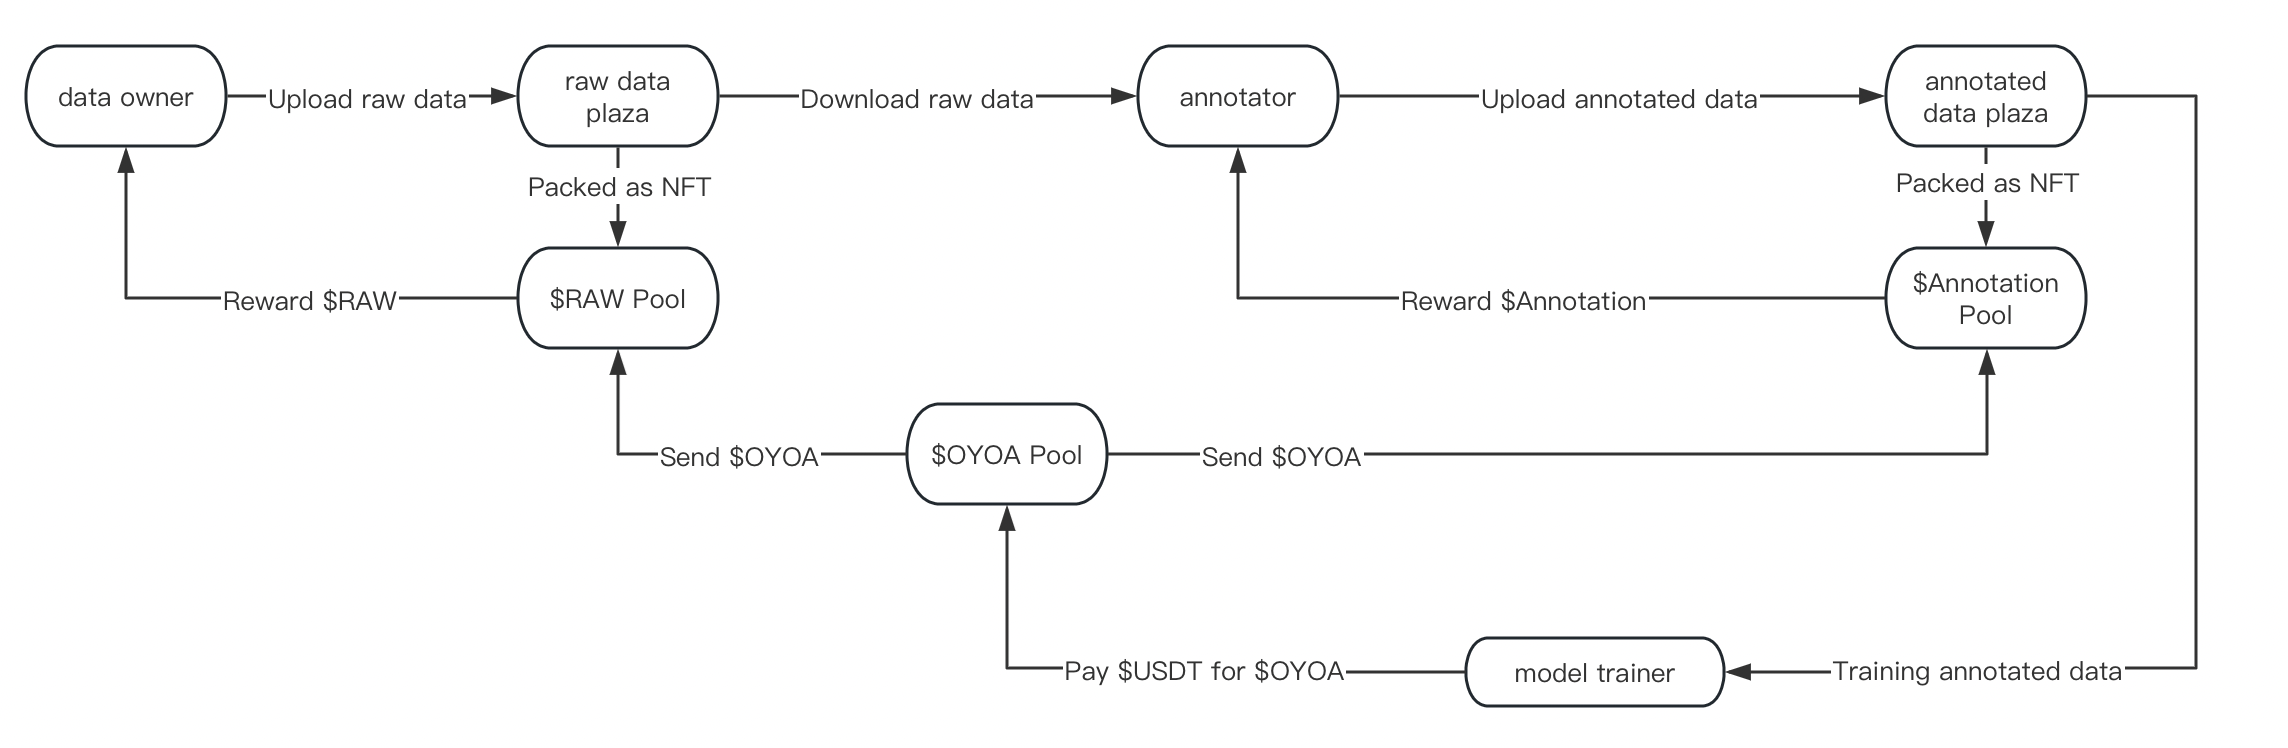 data owner
Upload raw data
raw data
plaza
Download raw data
annotator
Upload annotated data
annotated
data plaza
Packed as NFT
Packed as NFT
Reward $RAW
$RAW Pool
Reward $Annotation
$Annotation
Pool
Send $OYOA
$OYOA Pool
Send $OYOA
Pay $USDT for $OYOA
model trainer
Training annotated data